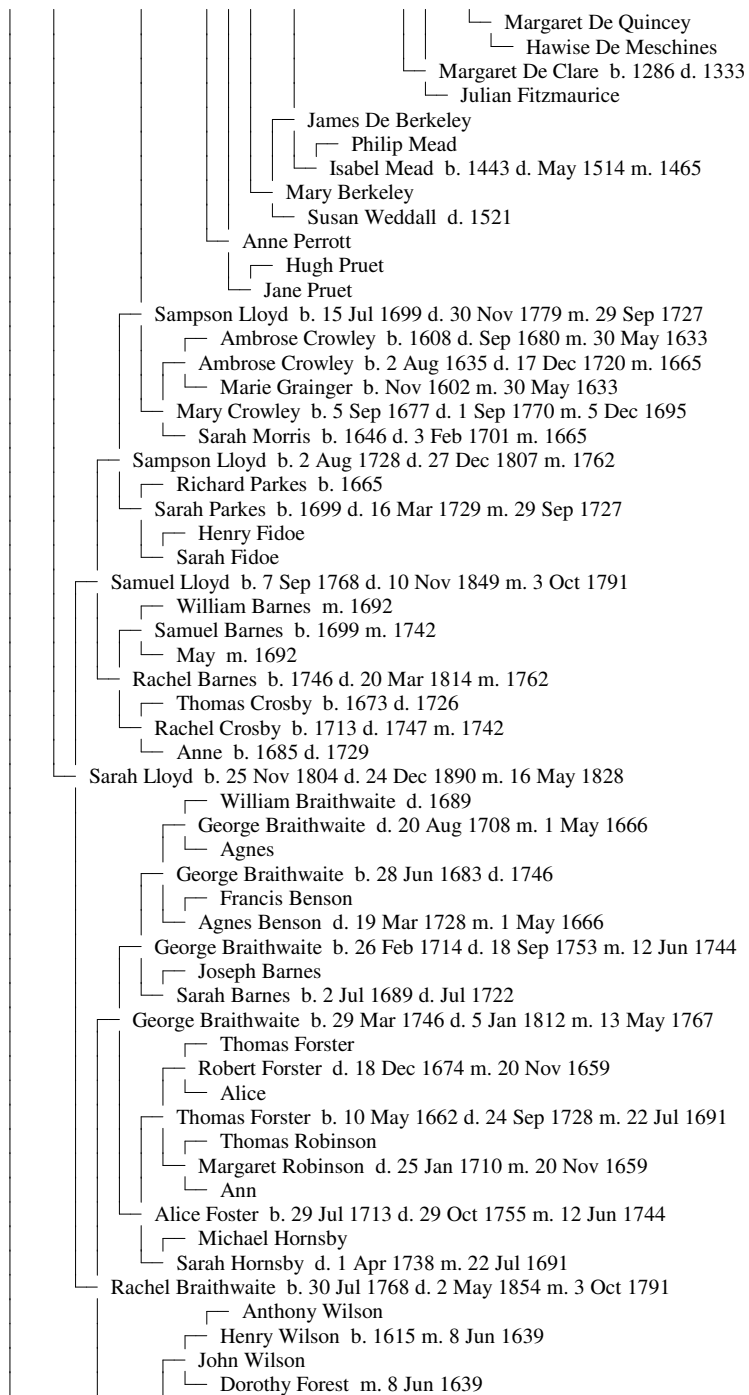 Margaret De Quincey
Hawise De Meschines
Margaret De Clare b. 1286 d. 1333
Julian Fitzmaurice
James De Berkeley
Philip Mead
Isabel Mead b. 1443 d. May 1514 m. 1465
Mary Berkeley
Susan Weddall d. 1521
Anne Perrott
Hugh Pruet
Jane Pruet
Sampson Lloyd b. 15 Jul 1699 d. 30 Nov 1779 m. 29 Sep 1727
Ambrose Crowley b. 1608 d. Sep 1680 m. 30 May 1633
Ambrose Crowley b. 2 Aug 1635 d. 17 Dec 1720 m. 1665
Marie Grainger b. Nov 1602 m. 30 May 1633
Mary Crowley b. 5 Sep 1677 d. 1 Sep 1770 m. 5 Dec 1695
Sarah Morris b. 1646 d. 3 Feb 1701 m. 1665
Sampson Lloyd b. 2 Aug 1728 d. 27 Dec 1807 m. 1762
Richard Parkes b. 1665
Sarah Parkes b. 1699 d. 16 Mar 1729 m. 29 Sep 1727
Henry Fidoe
Sarah Fidoe
Samuel Lloyd b. 7 Sep 1768 d. 10 Nov 1849 m. 3 Oct 1791
William Barnes m. 1692
Samuel Barnes b. 1699 m. 1742
May m. 1692
Rachel Barnes b. 1746 d. 20 Mar 1814 m. 1762
Thomas Crosby b. 1673 d. 1726
Rachel Crosby b. 1713 d. 1747 m. 1742
Anne b. 1685 d. 1729
Sarah Lloyd b. 25 Nov 1804 d. 24 Dec 1890 m. 16 May 1828
William Braithwaite d. 1689
George Braithwaite d. 20 Aug 1708 m. 1 May 1666
Agnes
George Braithwaite b. 28 Jun 1683 d. 1746
Francis Benson
Agnes Benson d. 19 Mar 1728 m. 1 May 1666
George Braithwaite b. 26 Feb 1714 d. 18 Sep 1753 m. 12 Jun 1744
Joseph Barnes
Sarah Barnes b. 2 Jul 1689 d. Jul 1722
George Braithwaite b. 29 Mar 1746 d. 5 Jan 1812 m. 13 May 1767
Thomas Forster
Robert Forster d. 18 Dec 1674 m. 20 Nov 1659
Alice
Thomas Forster b. 10 May 1662 d. 24 Sep 1728 m. 22 Jul 1691
Thomas Robinson
Margaret Robinson d. 25 Jan 1710 m. 20 Nov 1659
Ann
Alice Foster b. 29 Jul 1713 d. 29 Oct 1755 m. 12 Jun 1744
Michael Hornsby
Sarah Hornsby d. 1 Apr 1738 m. 22 Jul 1691
Rachel Braithwaite b. 30 Jul 1768 d. 2 May 1854 m. 3 Oct 1791
Anthony Wilson
Henry Wilson b. 1615 m. 8 Jun 1639
John Wilson
Dorothy Forest m. 8 Jun 1639